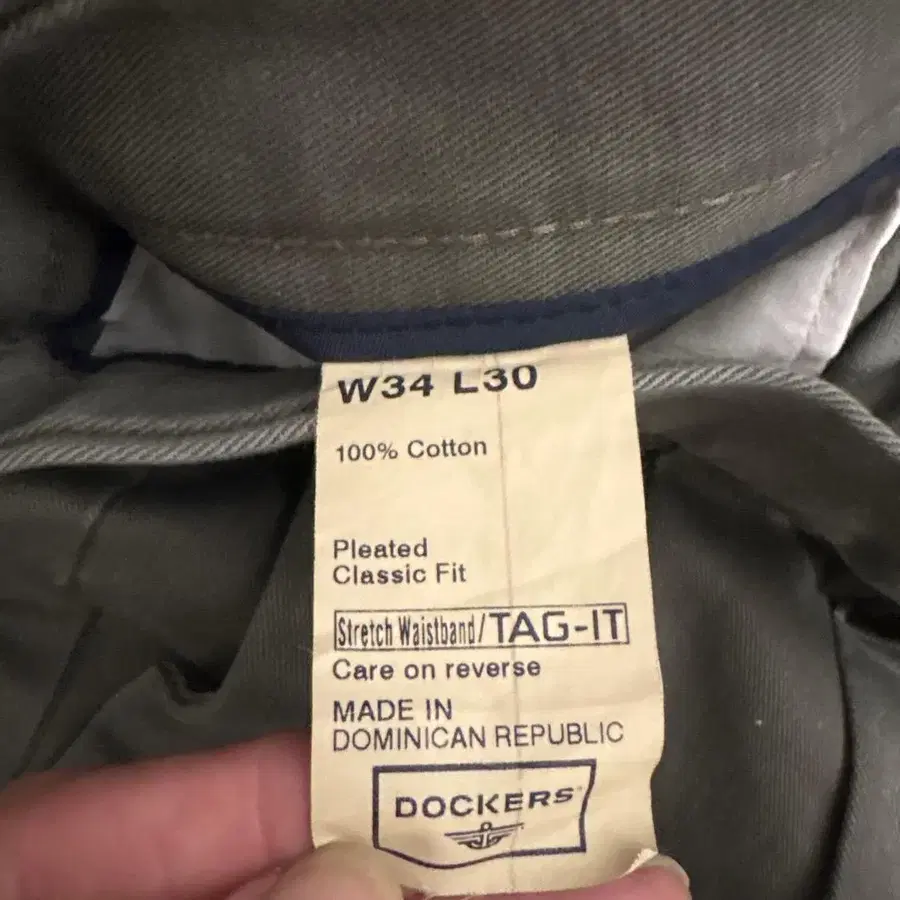 W34 L30
100% Cotton
Pleated
Classic Fit
Stretch Waistband/TAG-IT
Care on reverse
MADE IN
DOMINICAN REPUBLIC
DOCKERS